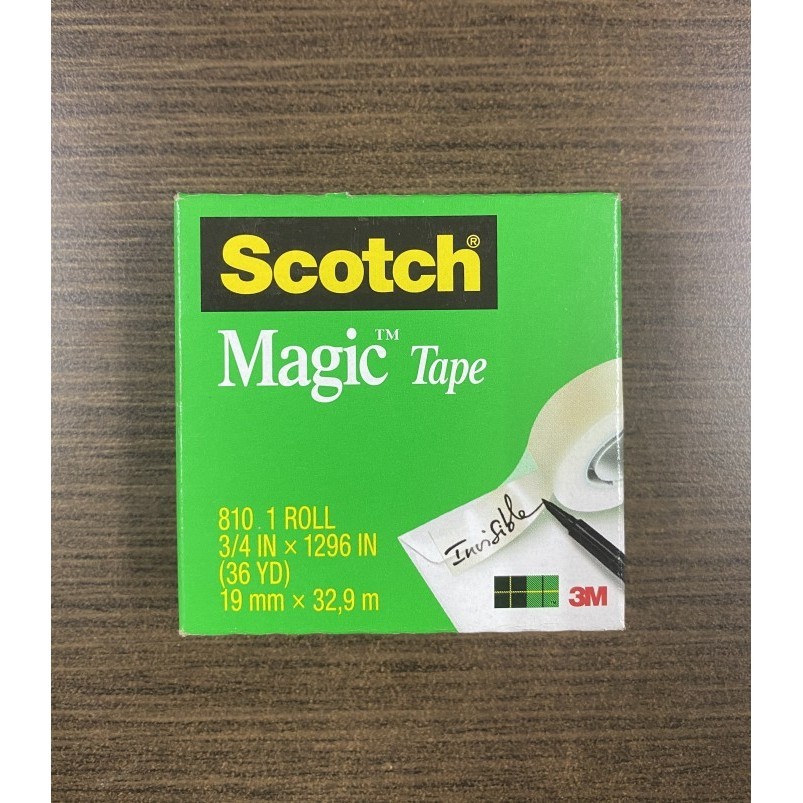 Scotch®
Magic™ Tape
810 1 ROLL
3/4 IN × 1296 IN
(36 YD)
19 mm × 32,9 m
Invisible
3M